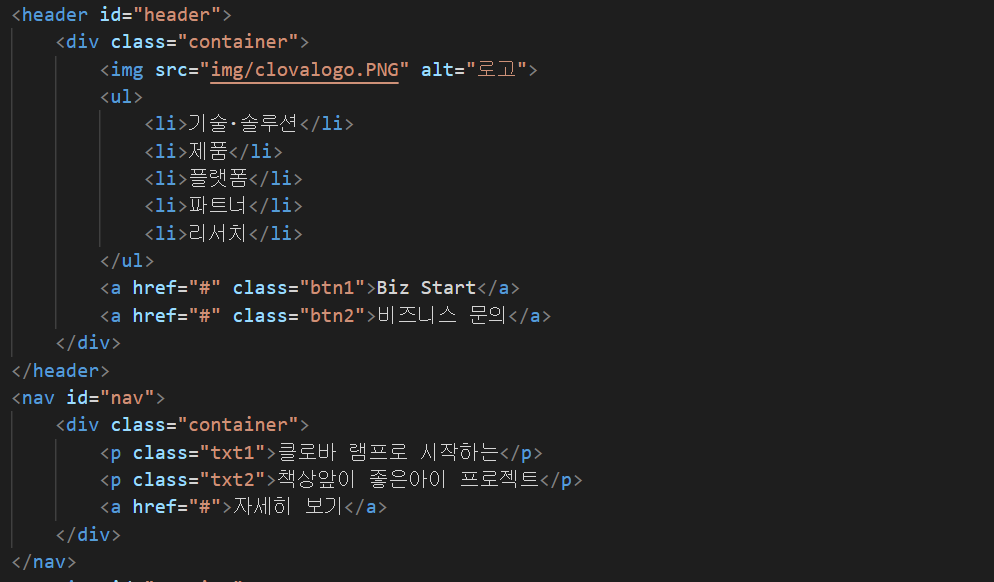 <header id="header">
<div class="container">
<img src="img/clovalogo.PNG" alt="로고">
<ul>
<li>기술·솔루션</li>
<li>제품</li>
<li>플랫폼</li>
<li>파트너</li>
<li>리서치</li>
</ul>
<a href="#" class="btn1">Biz Start</a>
<a href="#" class="btn2">비즈니스 문의</a>
</div>
</header>
<nav id="nav">
<div class="container">
<p class="txt1">클로바 램프로 시작하는</p>
<p class="txt2">책상앞이 좋은아이 프로젝트</p>
<a href="#">자세히 보기</a>
</div>
</nav>